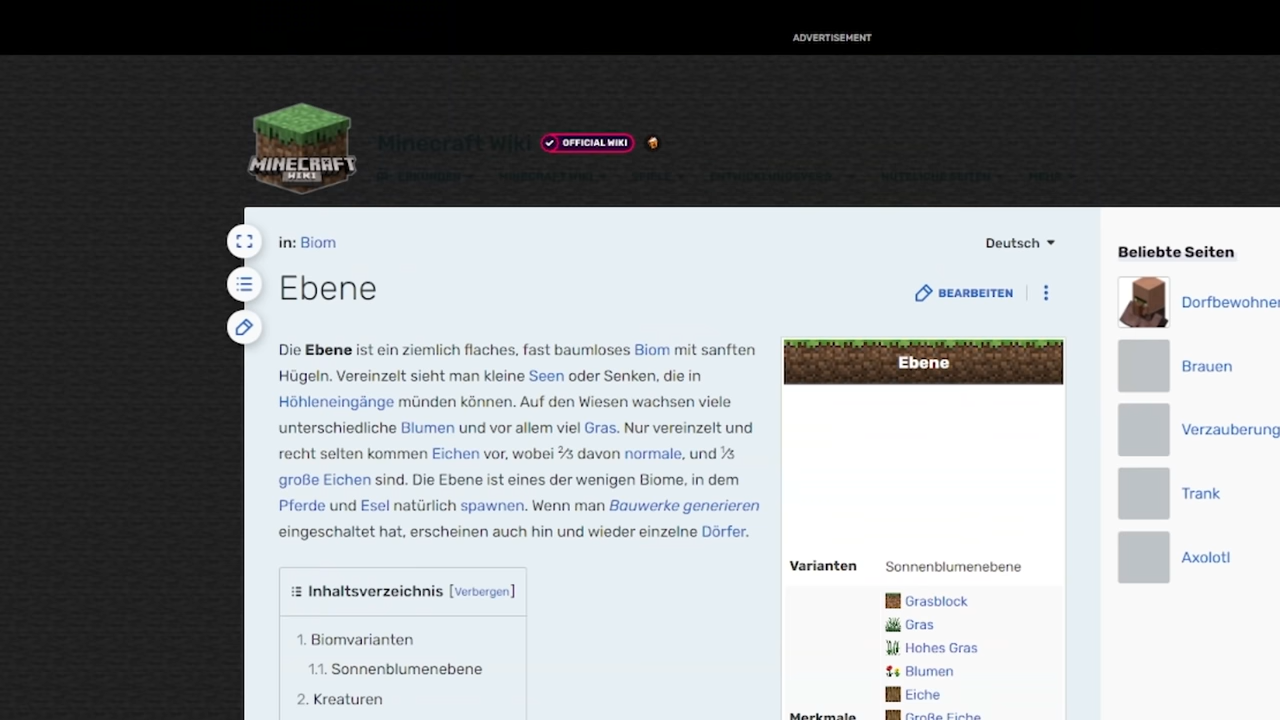 ADVERTISEMENT
MINECRAFT
WIKI
Minecraft Wiki
OFFICIAL WIKI
in: Biom
Deutsch
Ebene
BEARBEITEN
Die Ebene ist ein ziemlich flaches, fast baumloses Biom mit sanften
Hügeln. Vereinzelt sieht man kleine Seen oder Senken, die in
Höhleneingänge münden können. Auf den Wiesen wachsen viele
unterschiedliche Blumen und vor allem viel Gras. Nur vereinzelt und
recht selten kommen Eichen vor, wobei ⅔ davon normale, und ⅓
große Eichen sind. Die Ebene ist eines der wenigen Biome, in dem
Pferde und Esel natürlich spawnen. Wenn man Bauwerke generieren
eingeschaltet hat, erscheinen auch hin und wieder einzelne Dörfer.
Inhaltsverzeichnis [Verbergen]
1. Biomvarianten
1.1. Sonnenblumenebene
2. Kreaturen
Ebene
Varianten Sonnenblumenebene
Grasblock
Gras
Hohes Gras
Blumen
Eiche
Merkmale Große Eiche
Beliebte Seiten
Dorfbewohner
Brauen
Verzauberung
Trank
Axolotl